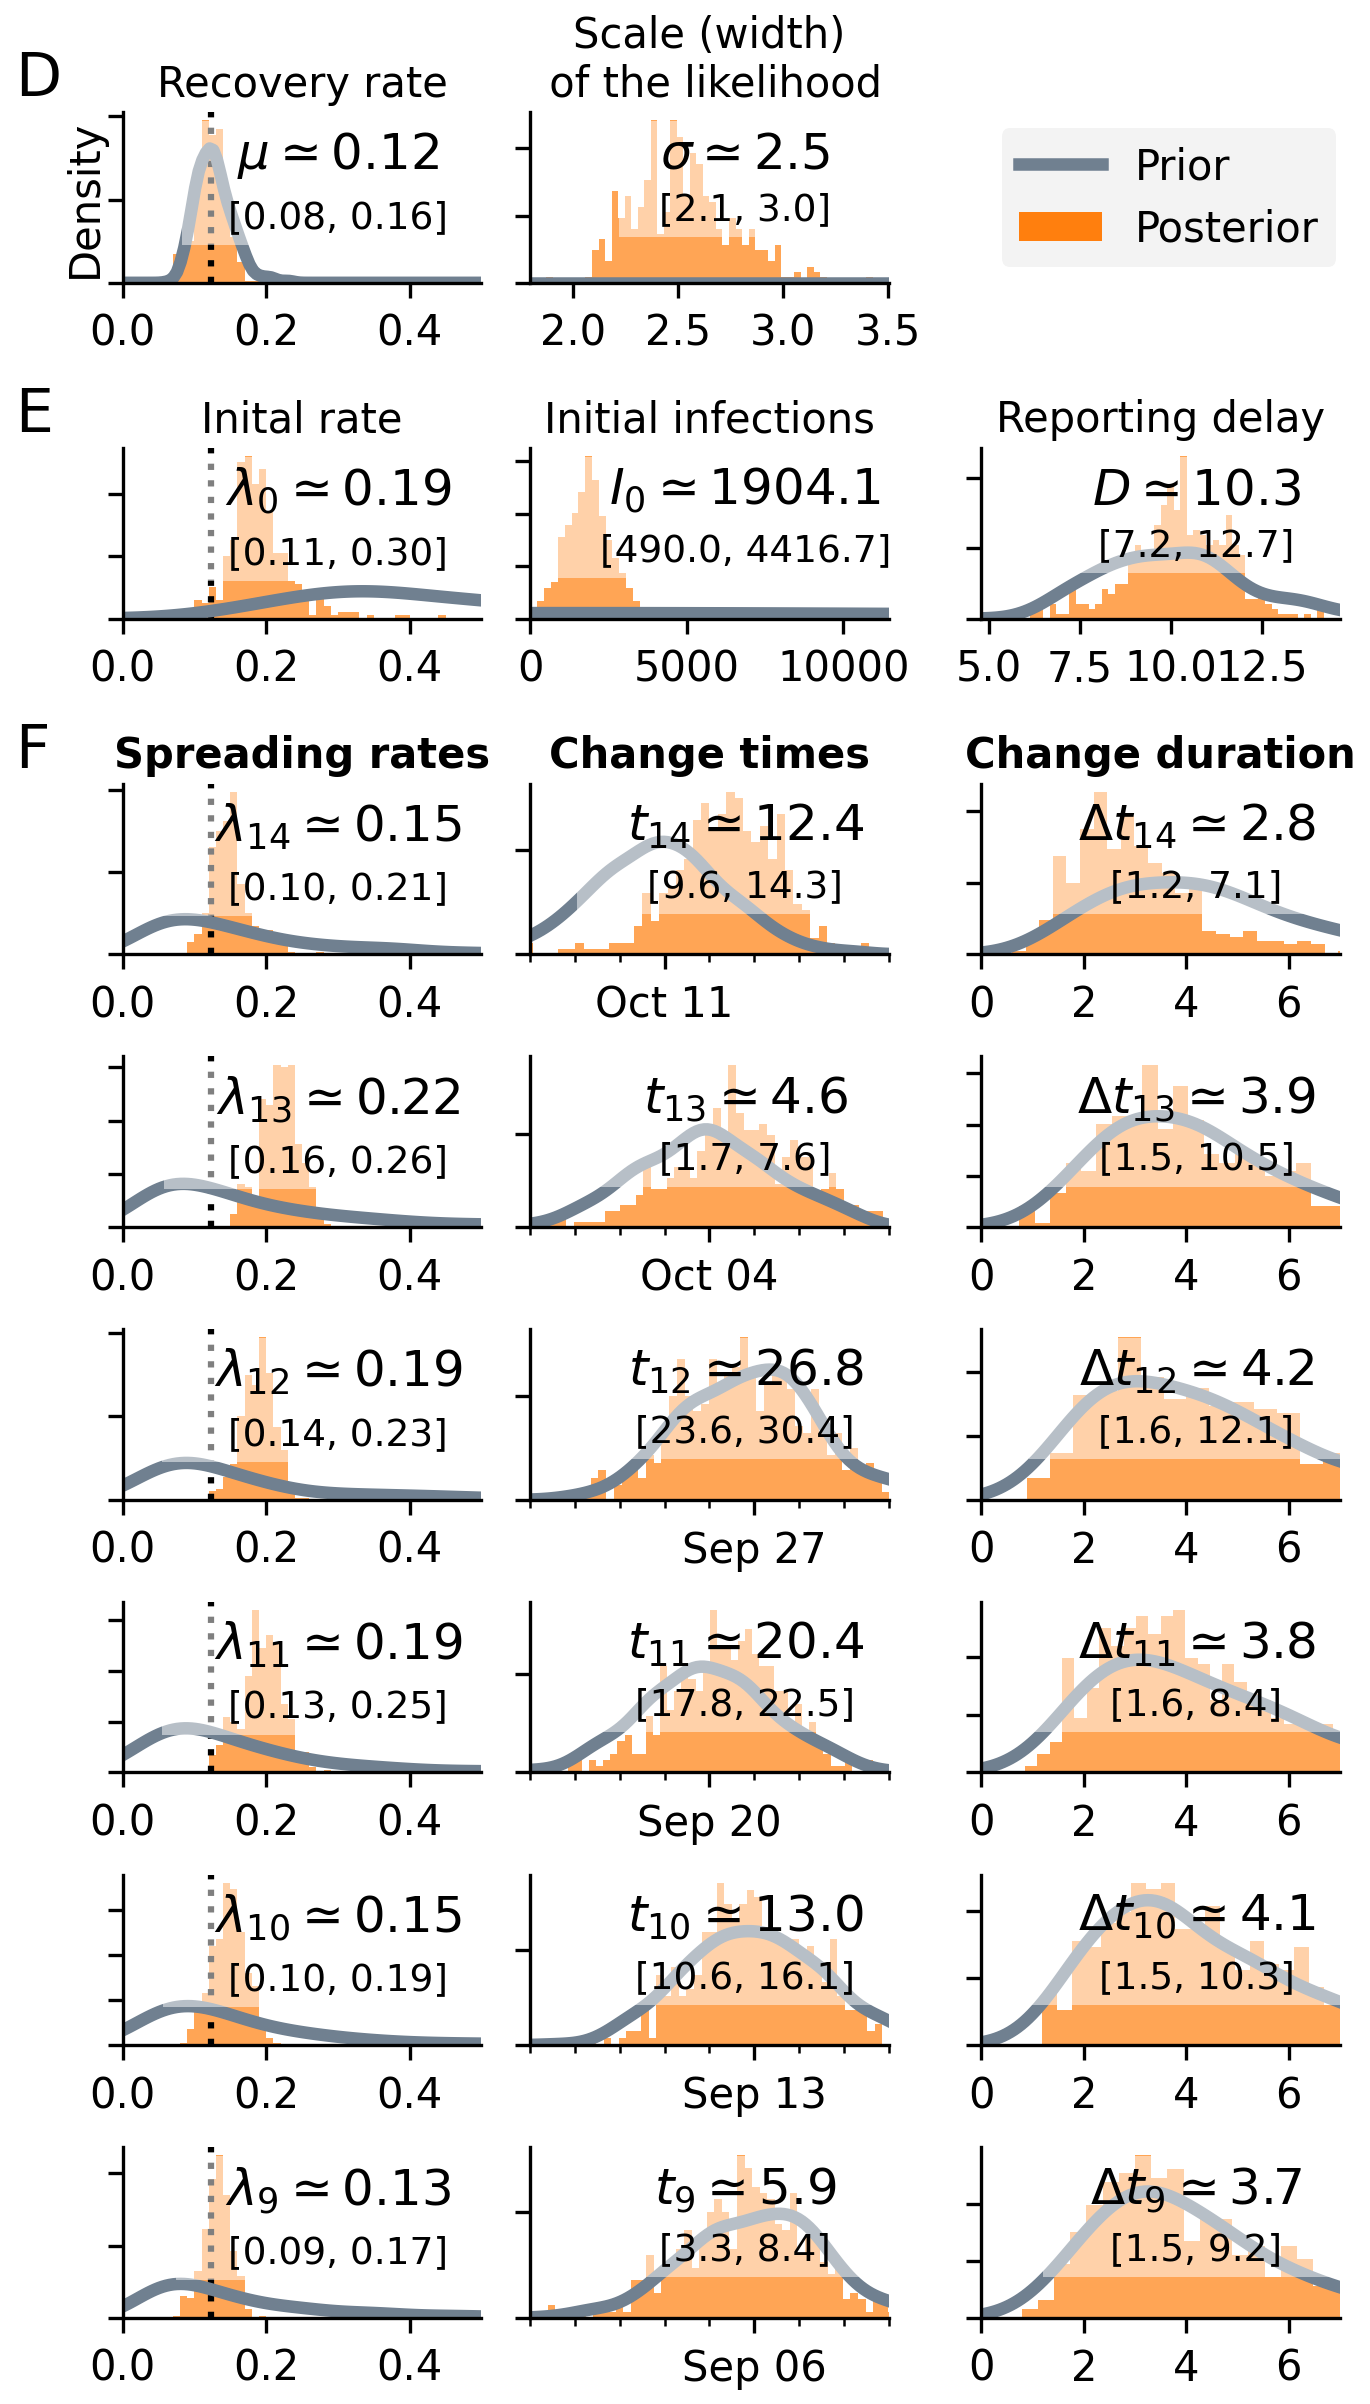 D
Recovery rate
Scale (width)
of the likelihood
Density
μ ≃ 0.12
[0.08, 0.16]
0.0 0.2 0.4
σ ≃ 2.5
[2.1, 3.0]
2.0 2.5 3.0 3.5
Prior
Posterior
E
Inital rate
λ0 ≃ 0.19
[0.11, 0.30]
0.0 0.2 0.4
Initial infections
I0 ≃ 1904.1
[490.0, 4416.7]
0 5000 10000
Reporting delay
D ≃ 10.3
[7.2, 12.7]
5.0 7.5 10.0 12.5
F
Spreading rates
Change times
Change duration
λ14 ≃ 0.15
[0.10, 0.21]
0.0 0.2 0.4
t14 ≃ 12.4
[9.6, 14.3]
Oct 11
Δt14 ≃ 2.8
[1.2, 7.1]
0 2 4 6
λ13 ≃ 0.22
[0.16, 0.26]
0.0 0.2 0.4
t13 ≃ 4.6
[1.7, 7.6]
Oct 04
Δt13 ≃ 3.9
[1.5, 10.5]
0 2 4 6
λ12 ≃ 0.19
[0.14, 0.23]
0.0 0.2 0.4
t12 ≃ 26.8
[23.6, 30.4]
Sep 27
Δt12 ≃ 4.2
[1.6, 12.1]
0 2 4 6
λ11 ≃ 0.19
[0.13, 0.25]
0.0 0.2 0.4
t11 ≃ 20.4
[17.8, 22.5]
Sep 20
Δt11 ≃ 3.8
[1.6, 8.4]
0 2 4 6
λ10 ≃ 0.15
[0.10, 0.19]
0.0 0.2 0.4
t10 ≃ 13.0
[10.6, 16.1]
Sep 13
Δt10 ≃ 4.1
[1.5, 10.3]
0 2 4 6
λ9 ≃ 0.13
[0.09, 0.17]
0.0 0.2 0.4
t9 ≃ 5.9
[3.3, 8.4]
Sep 06
Δt9 ≃ 3.7
[1.5, 9.2]
0 2 4 6